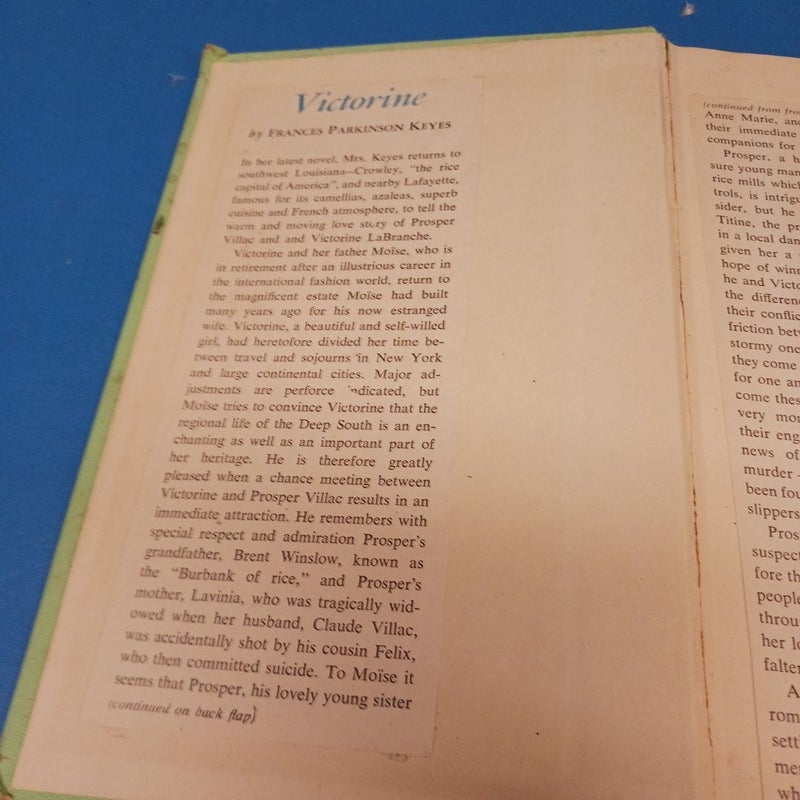 Victorine
by FRANCES PARKINSON KEYES
In her latest novel, Mrs. Keyes returns to
southwest Louisiana—Crowley, "the rice
capital of America", and nearby Lafayette,
famous for its camellias, azaleas, superb
cuisine and French atmosphere, to tell the
warm and moving love story of Prosper
Villac and and Victorine LaBranche.
Victorine and her father Moïse, who is
in retirement after an illustrious career in
the international fashion world, return to
the magnificent estate Moïse had built
many years ago for his now estranged
wife. Victorine, a beautiful and self-willed
girl, had heretofore divided her time be-
tween travel and sojourns in New York
and large continental cities. Major ad-
justments are perforce indicated, but
Moïse tries to convince Victorine that the
regional life of the Deep South is an en-
chanting as well as an important part of
her heritage. He is therefore greatly
pleased when a chance meeting between
Victorine and Prosper Villac results in an
immediate attraction. He remembers with
special respect and admiration Prosper's
grandfather, Brent Winslow, known as
the "Burbank of rice," and Prosper's
mother, Lavinia, who was tragically wid-
owed when her husband, Claude Villac,
was accidentally shot by his cousin Felix,
who then committed suicide. To Moïse it
seems that Prosper, his lovely young sister
(continued on back flap)
(continued from fro
Anne Marie, and
their immediate
companions for
Prosper, a h
sure young man
rice mills which
trols, is intrigu
sider, but he
Titine, the pr
in a local dan
given her a
hope of winn
he and Victo
the differenc
their conflic
friction betw
stormy one
they come
for one an
come thes
very mor
their eng
news of
murder—
been fou
slippers
Pros
suspect
fore th
people
throu
her lo
falter
A
rom
settl
mer
wh